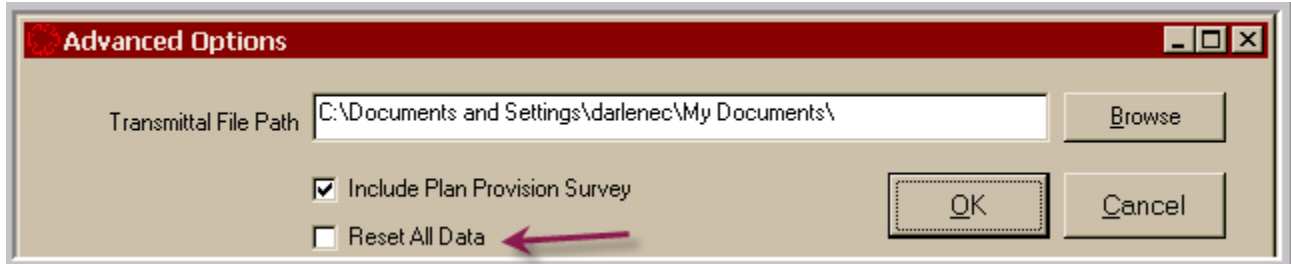 Advanced Options
Transmittal File Path C:\Documents and Settings\darlenec\My Documents\ Browse
Include Plan Provision Survey
OK Cancel
Reset All Data